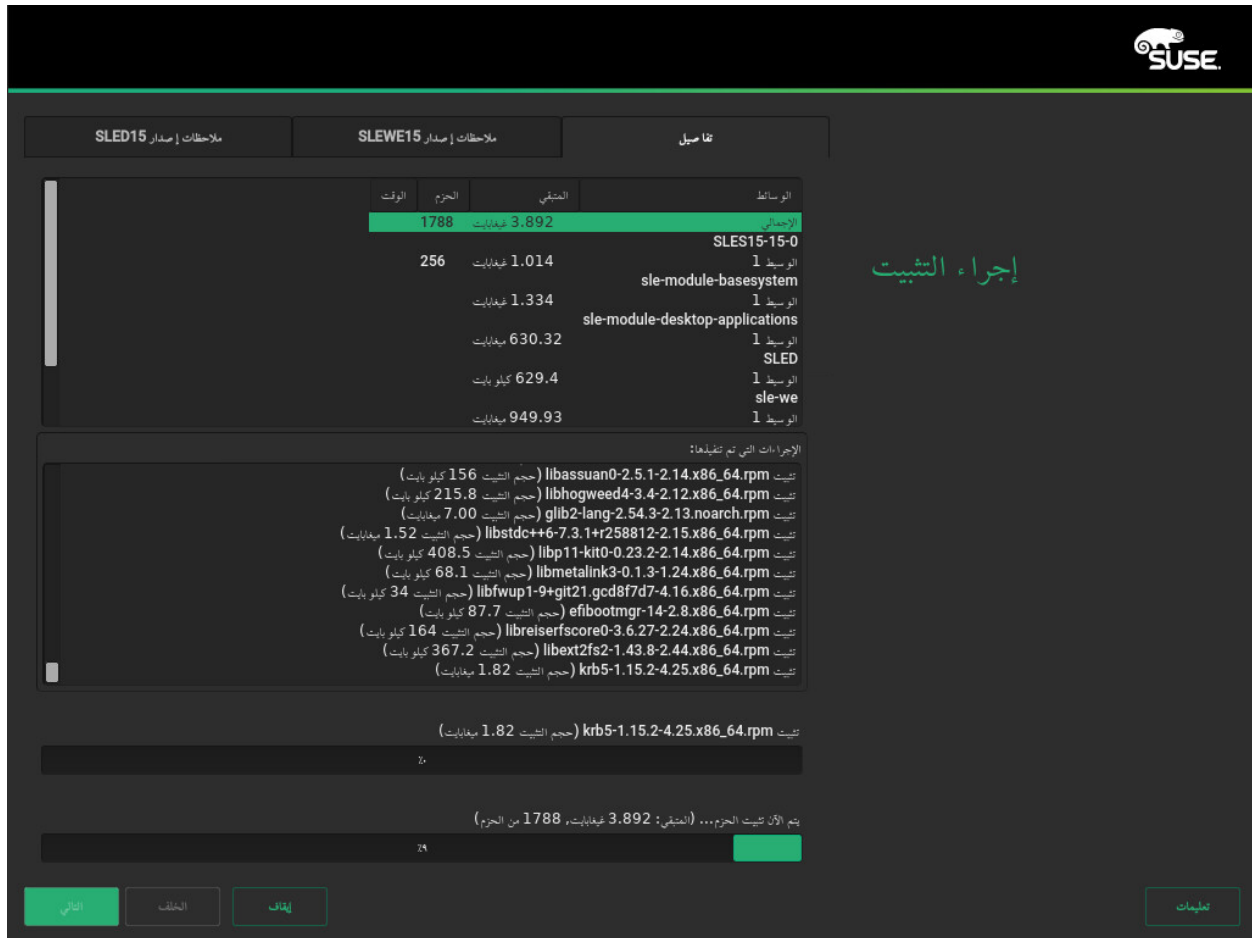 SUSE.
تفاصيل
ملاحظات إصدار SLEWE15
ملاحظات إصدار SLED15
إجراء التثبيت
الوسائط المتبقي الحزم الوقت
الإجمالي 3.892 غيغابايت 1788
SLES15-15-0
الوسيط 1 1.014 غيغابايت 256
sle-module-basesystem
الوسيط 1 1.334 غيغابايت
sle-module-desktop-applications
الوسيط 1 630.32 ميغابايت
SLED
الوسيط 1 629.4 كيلو بايت
sle-we
الوسيط 1 949.93 ميغابايت
الإجراءات التي تم تنفيذها:
تثبيت libassuan0-2.5.1-2.14.x86_64.rpm (حجم التثبيت 156 كيلو بايت)
تثبيت libhogweed4-3.4-2.12.x86_64.rpm (حجم التثبيت 215.8 كيلو بايت)
تثبيت glib2-lang-2.54.3-2.13.noarch.rpm (حجم التثبيت 7.00 ميغابايت)
تثبيت libstdc++6-7.3.1+r258812-2.15.x86_64.rpm (حجم التثبيت 1.52 ميغابايت)
تثبيت libp11-kit0-0.23.2-2.14.x86_64.rpm (حجم التثبيت 408.5 كيلو بايت)
تثبيت libmetalink3-0.1.3-1.24.x86_64.rpm (حجم التثبيت 68.1 كيلو بايت)
تثبيت libfwup1-9+git21.gcd8f7d7-4.16.x86_64.rpm (حجم التثبيت 34 كيلو بايت)
تثبيت efibootmgr-14-2.8.x86_64.rpm (حجم التثبيت 87.7 كيلو بايت)
تثبيت libreiserfscore0-3.6.27-2.24.x86_64.rpm (حجم التثبيت 164 كيلو بايت)
تثبيت libext2fs2-1.43.8-2.44.x86_64.rpm (حجم التثبيت 367.2 كيلو بايت)
تثبيت krb5-1.15.2-4.25.x86_64.rpm (حجم التثبيت 1.82 ميغابايت)
تثبيت krb5-1.15.2-4.25.x86_64.rpm (حجم التثبيت 1.82 ميغابايت)
٪٠
يتم الآن تثبيت الحزم... (المتبقي: 3.892 غيغابايت, 1788 من الحزم)
٪٩
تعليمات
إيقاف
الخلف
التالي